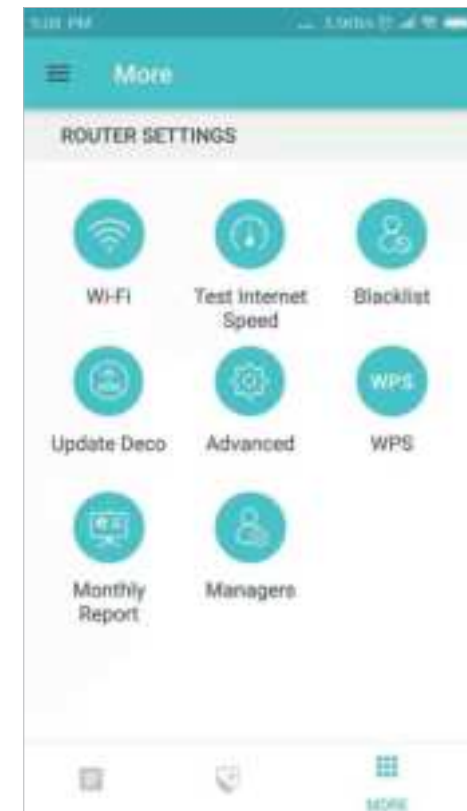 More
ROUTER SETTINGS
Wi-Fi
Test Internet
Speed
Blacklist
WPS
Update Deco
Advanced
WPS
Monthly
Report
Managers
MORE